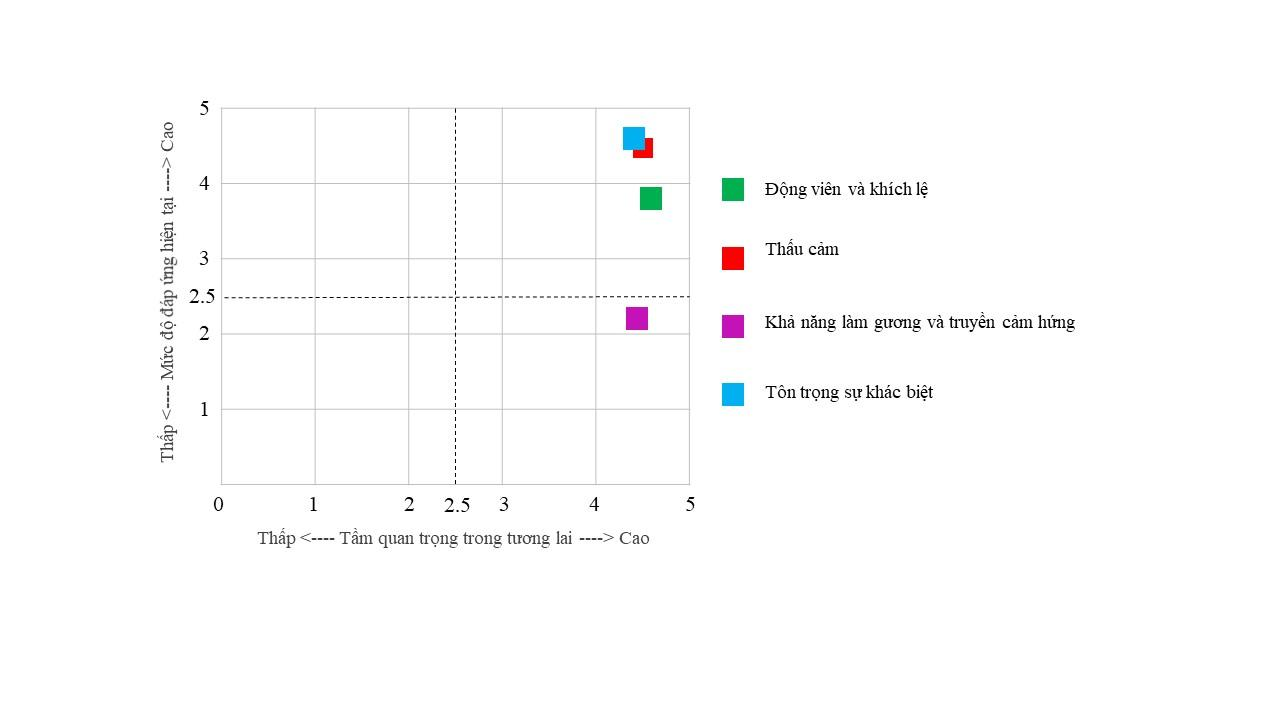 5
4
3
2.5
2
1
Thấp <---- Mức độ đáp ứng hiện tại ----> Cao
0 1 2 2.5 3 4 5
Thấp <---- Tầm quan trọng trong tương lai ----> Cao
Động viên và khích lệ
Thấu cảm
Khả năng làm gương và truyền cảm hứng
Tôn trọng sự khác biệt